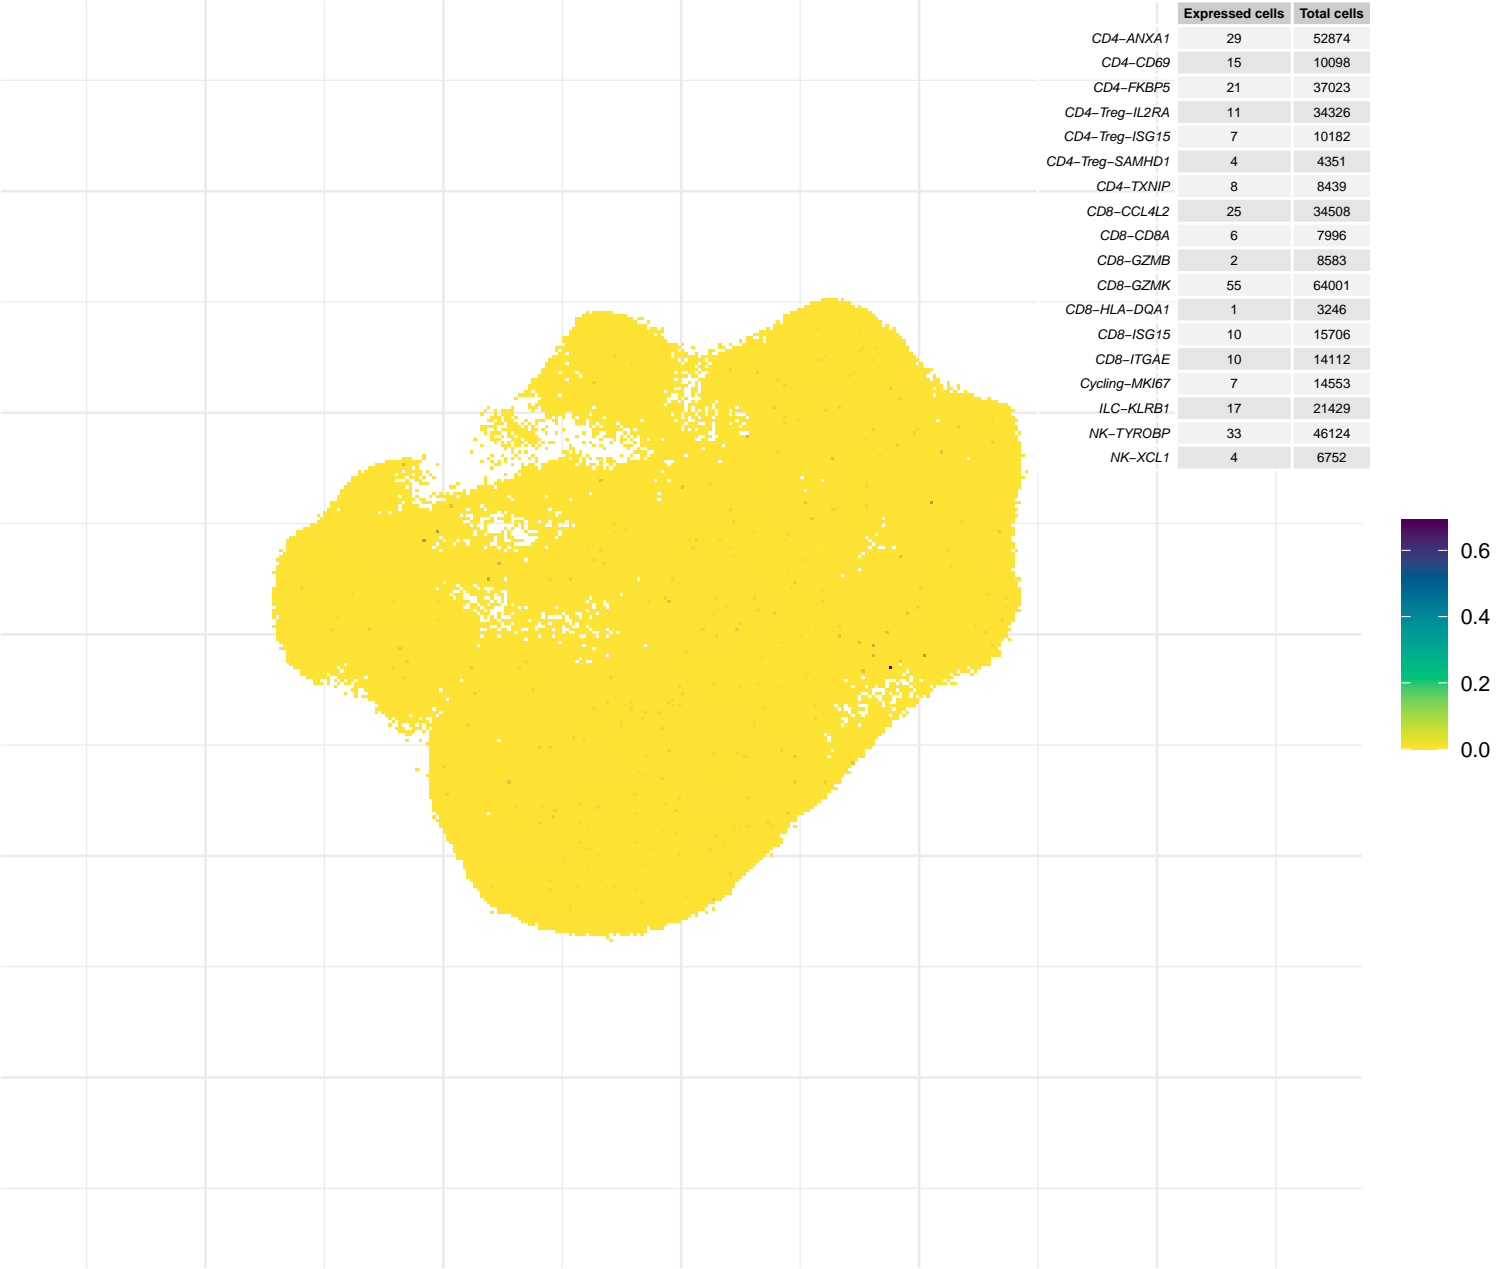 Expressed cells Total cells
CD4−ANXA1 29 52874
CD4−CD69 15 10098
CD4−FKBP5 21 37023
CD4−Treg−IL2RA 11 34326
CD4−Treg−ISG15 7 10182
CD4−Treg−SAMHD1 4 4351
CD4−TXNIP 8 8439
CD8−CCL4L2 25 34508
CD8−CD8A 6 7996
CD8−GZMB 2 8583
CD8−GZMK 55 64001
CD8−HLA−DQA1 1 3246
CD8−ISG15 10 15706
CD8−ITGAE 10 14112
Cycling−MKI67 7 14553
ILC−KLRB1 17 21429
NK−TYROBP 33 46124
NK−XCL1 4 6752
0.6
0.4
0.2
0.0